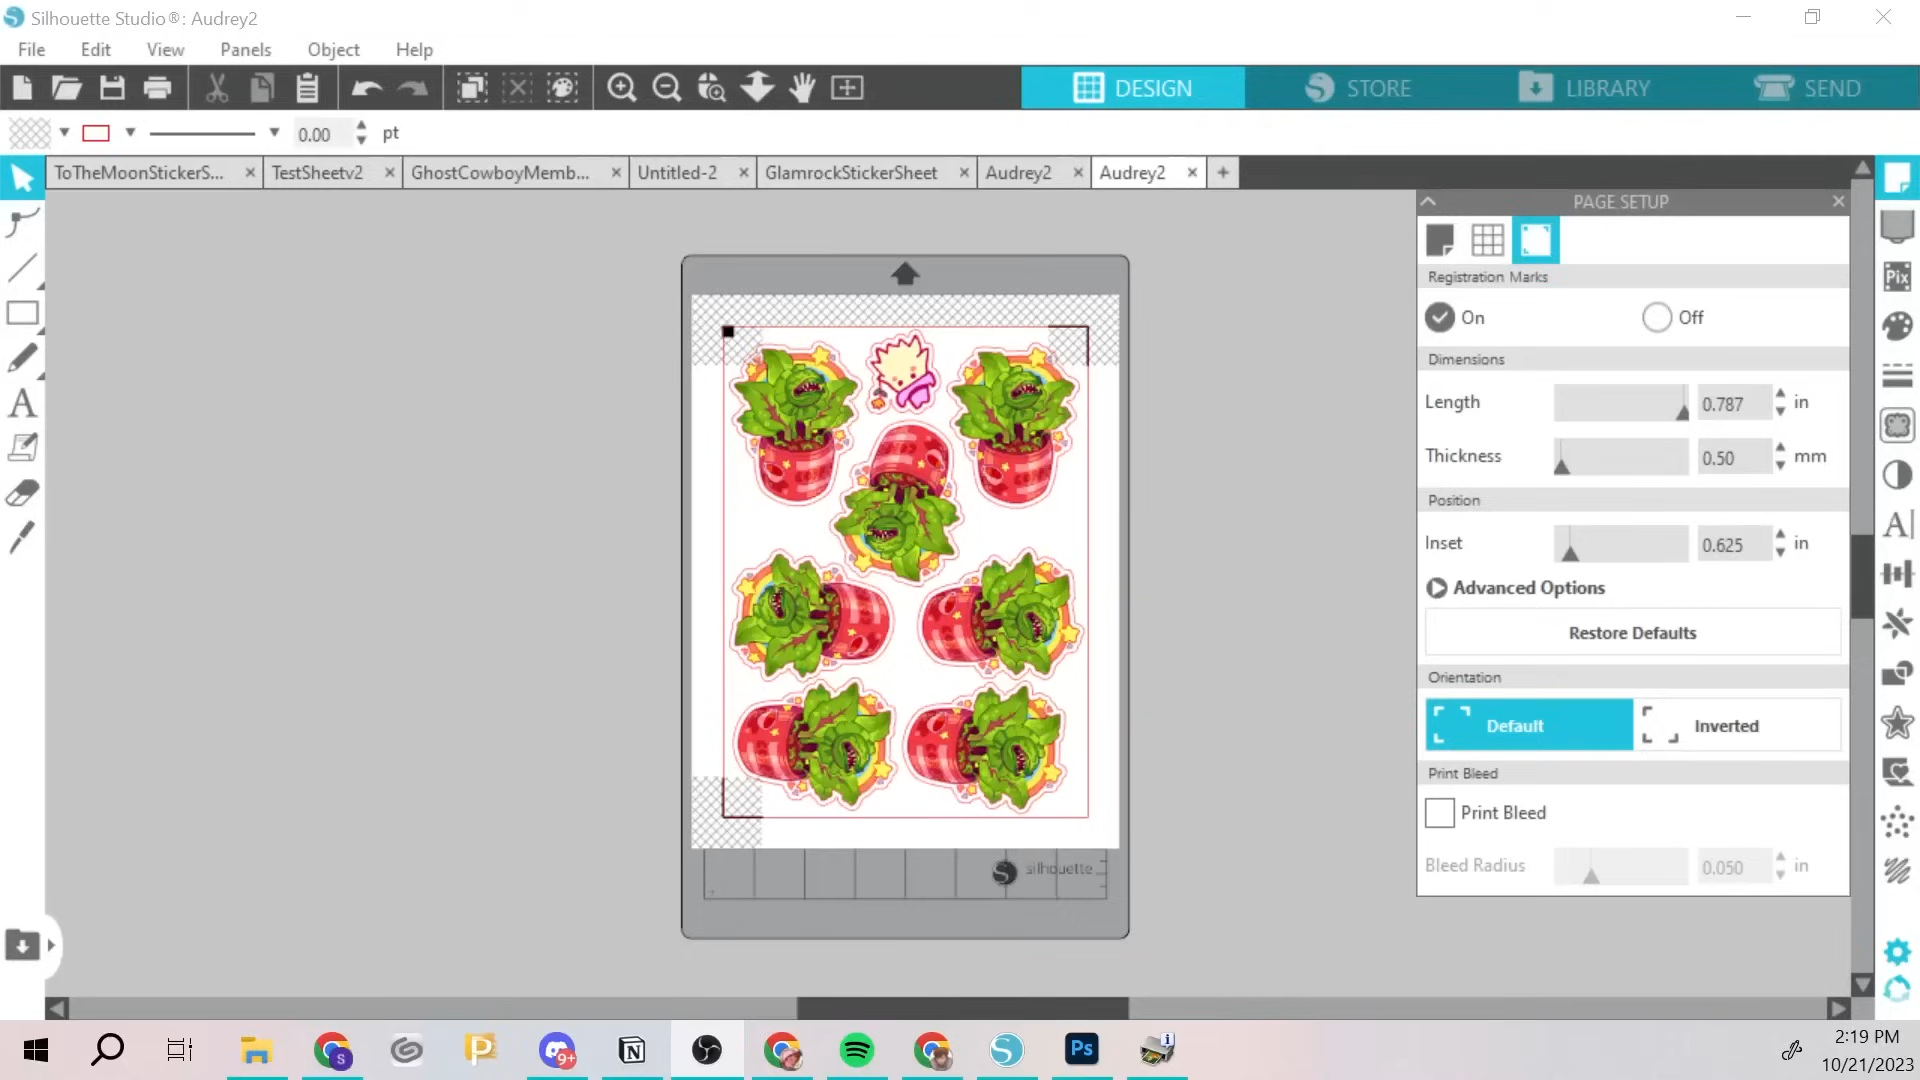 Silhouette Studio®: Audrey2
File Edit View Panels Object Help
DESIGN STORE LIBRARY SEND
0.00 pt
ToTheMoonStickerS... TestSheetv2 GhostCowboyMemb... Untitled-2 GlamrockStickerSheet Audrey2 Audrey2
PAGE SETUP
Registration Marks
On Off
Dimensions
Length 0.787 in
Thickness 0.50 mm
Position
Inset 0.625 in
Advanced Options
Restore Defaults
Orientation
Default Inverted
Print Bleed
Print Bleed
Bleed Radius 0.050 in
silhouette
Pix
A
A
S
P
9+
N
Ps
2:19 PM
10/21/2023